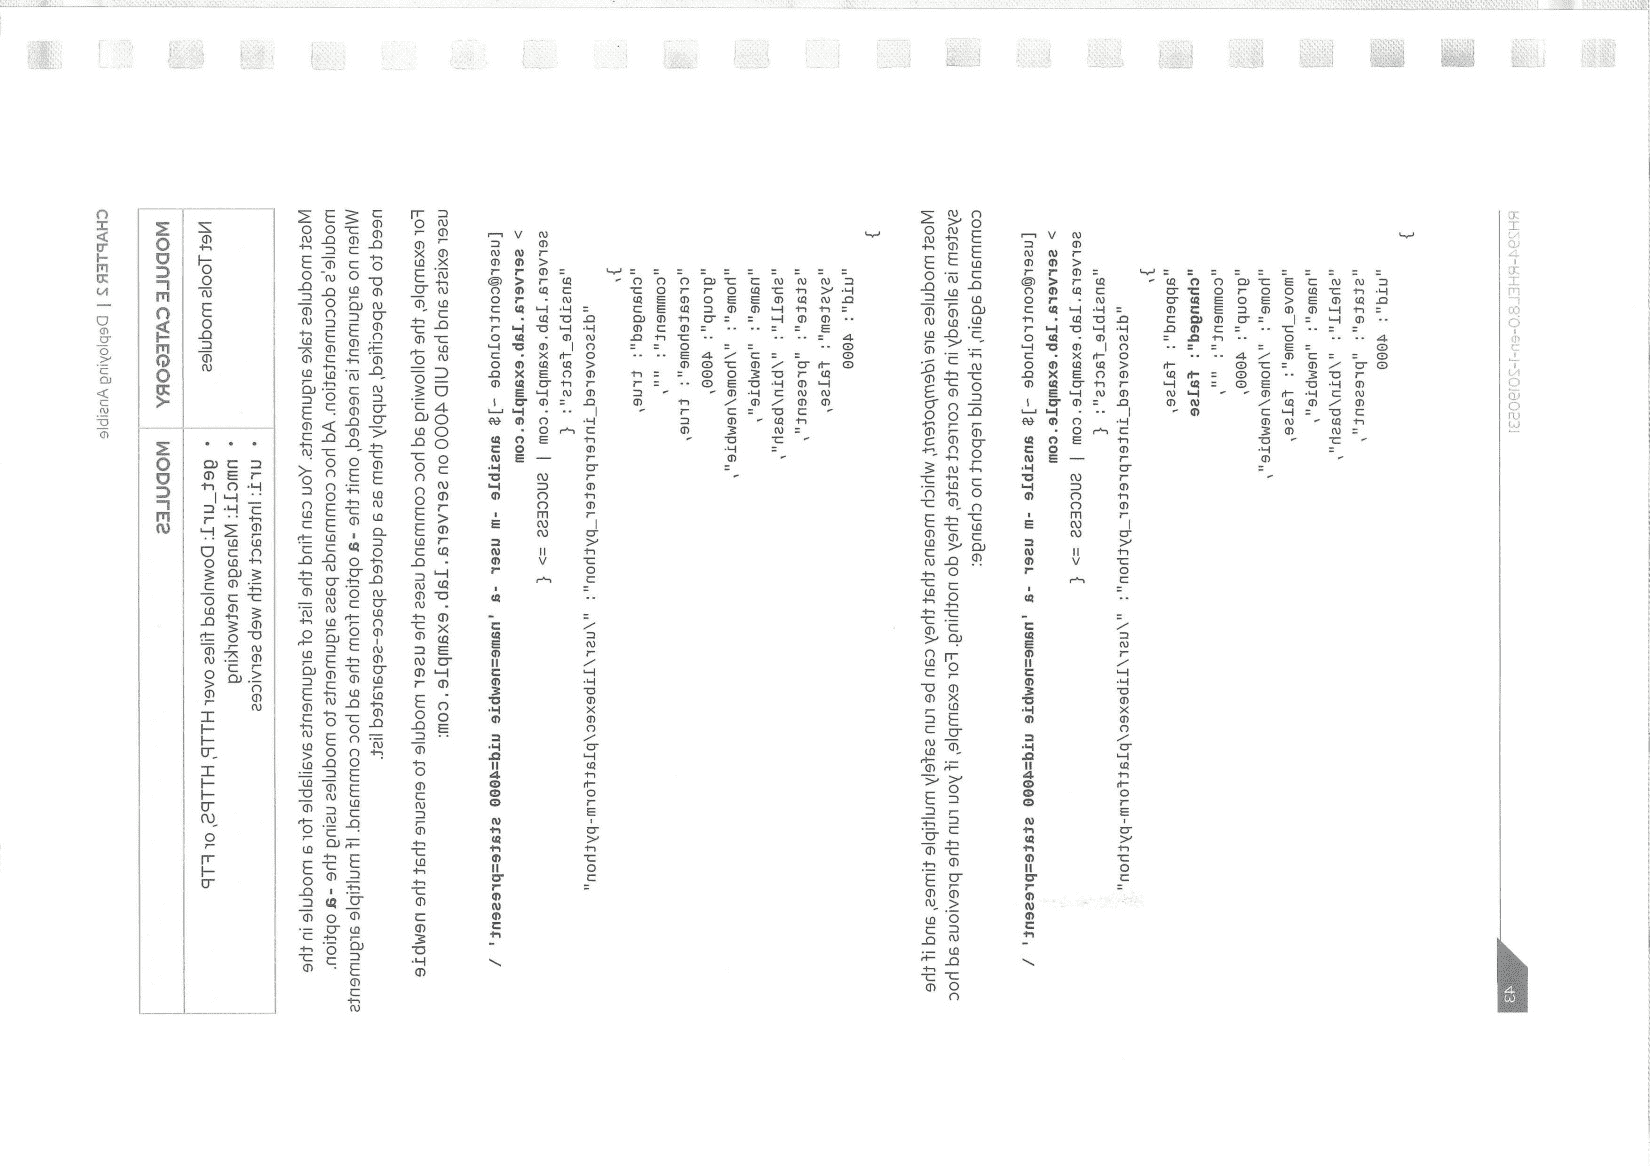 CHAPTER 2 | Deploying Ansible
MODULE CATEGORY MODULES
Net Tools modules
• get_url: Download files over HTTP, HTTPS, or FTP
• nmcli: Manage networking
• uri: Interact with web services
Most modules take arguments. You can find the list of arguments available for a module in the
module's documentation. Ad hoc commands pass arguments to modules using the -a option.
When no argument is needed, omit the -a option from the ad hoc command. If multiple arguments
need to be specified, supply them as a quoted space-separated list.
For example, the following ad hoc command uses the user module to ensure that the newbie
user exists and has UID 4000 on servera.lab.example.com:
[user@controlnode ~]$ ansible -m user -a 'name=newbie uid=4000 state=present' \
> servera.lab.example.com
servera.lab.example.com | SUCCESS => {
"ansible_facts": {
"discovered_interpreter_python": "/usr/libexec/platform-python"
},
"changed": true,
"comment": "",
"createhome": true,
"group": 4000,
"home": "/home/newbie",
"name": "newbie",
"shell": "/bin/bash",
"state": "present",
"system": false,
"uid": 4000
}
Most modules are idempotent, which means that they can be run safely multiple times, and if the
system is already in the correct state, they do nothing. For example, if you run the previous ad hoc
command again, it should report no change:
[user@controlnode ~]$ ansible -m user -a 'name=newbie uid=4000 state=present' \
> servera.lab.example.com
servera.lab.example.com | SUCCESS => {
"ansible_facts": {
"discovered_interpreter_python": "/usr/libexec/platform-python"
},
"append": false,
"changed": false,
"comment": "",
"group": 4000,
"home": "/home/newbie",
"move_home": false,
"name": "newbie",
"shell": "/bin/bash",
"state": "present",
"uid": 4000
}
RH294-RHEL8.0-en-1-20190531
43